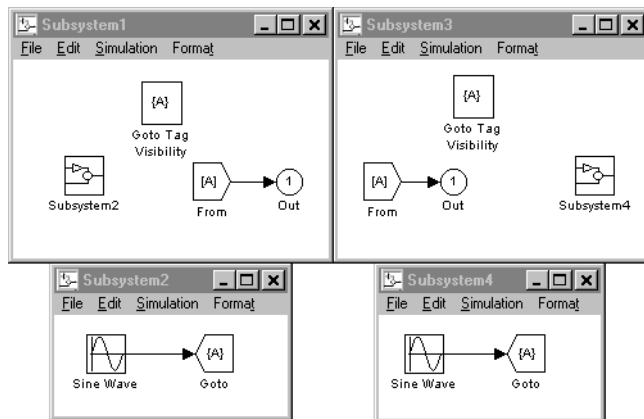 Subsystem1
File Edit Simulation Format
{A}
Goto Tag
Visibility
Subsystem2
[A]
From
1
Out
Subsystem3
File Edit Simulation Format
{A}
Goto Tag
Visibility
[A]
From
1
Out
Subsystem4
Subsystem2
File Edit Simulation Format
Sine Wave
{A}
Goto
Subsystem4
File Edit Simulation Format
Sine Wave
{A}
Goto